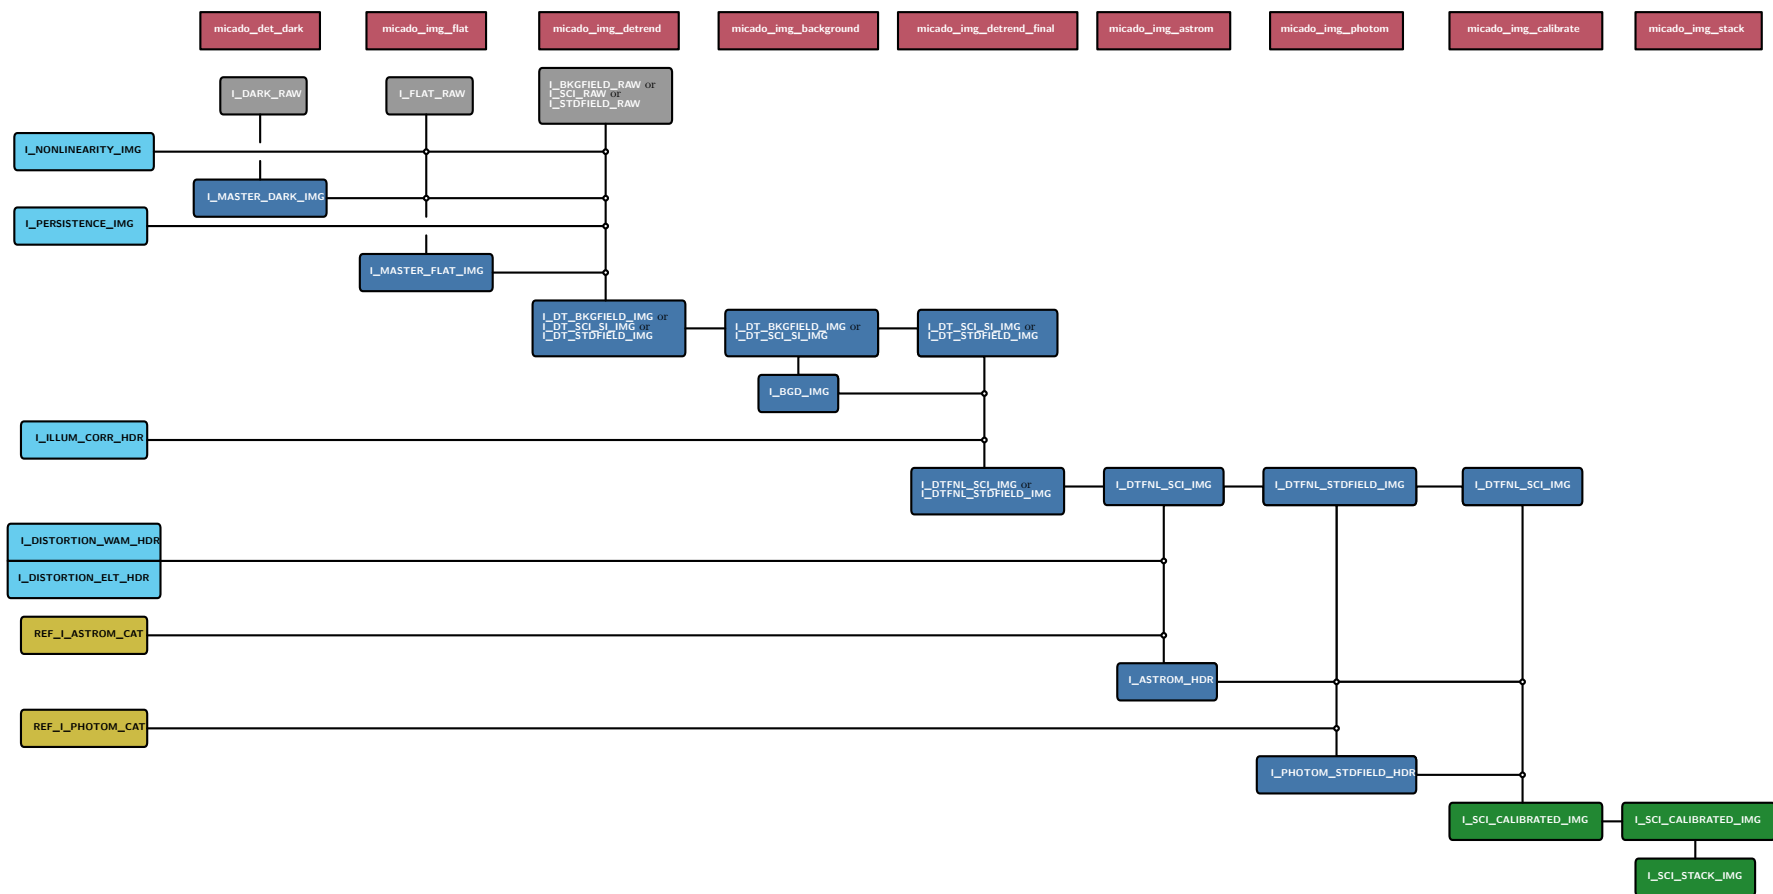 micado_det_dark
micado_img_flat
micado_img_detrend
micado_img_background
micado_img_detrend_final
micado_img_astrom
micado_img_photom
micado_img_calibrate
micado_img_stack
I_DARK_RAW
I_FLAT_RAW
I_BKGFIELD_RAW or
I_SCI_RAW or
I_STDFIELD_RAW
I_NONLINEARITY_IMG
I_MASTER_DARK_IMG
I_PERSISTENCE_IMG
I_MASTER_FLAT_IMG
I_DT_BKGFIELD_IMG or
I_DT_SCI_SI_IMG or
I_DT_STDFIELD_IMG
I_DT_BKGFIELD_IMG or
I_DT_SCI_SI_IMG
I_DT_SCI_SI_IMG or
I_DT_STDFIELD_IMG
I_BGD_IMG
I_ILLUM_CORR_HDR
I_DTFNL_SCI_IMG or
I_DTFNL_STDFIELD_IMG
I_DTFNL_SCI_IMG
I_DTFNL_STDFIELD_IMG
I_DTFNL_SCI_IMG
I_DISTORTION_WAM_HDR
I_DISTORTION_ELT_HDR
REF_I_ASTROM_CAT
I_ASTROM_HDR
REF_I_PHOTOM_CAT
I_PHOTOM_STDFIELD_HDR
I_SCI_CALIBRATED_IMG
I_SCI_CALIBRATED_IMG
I_SCI_STACK_IMG